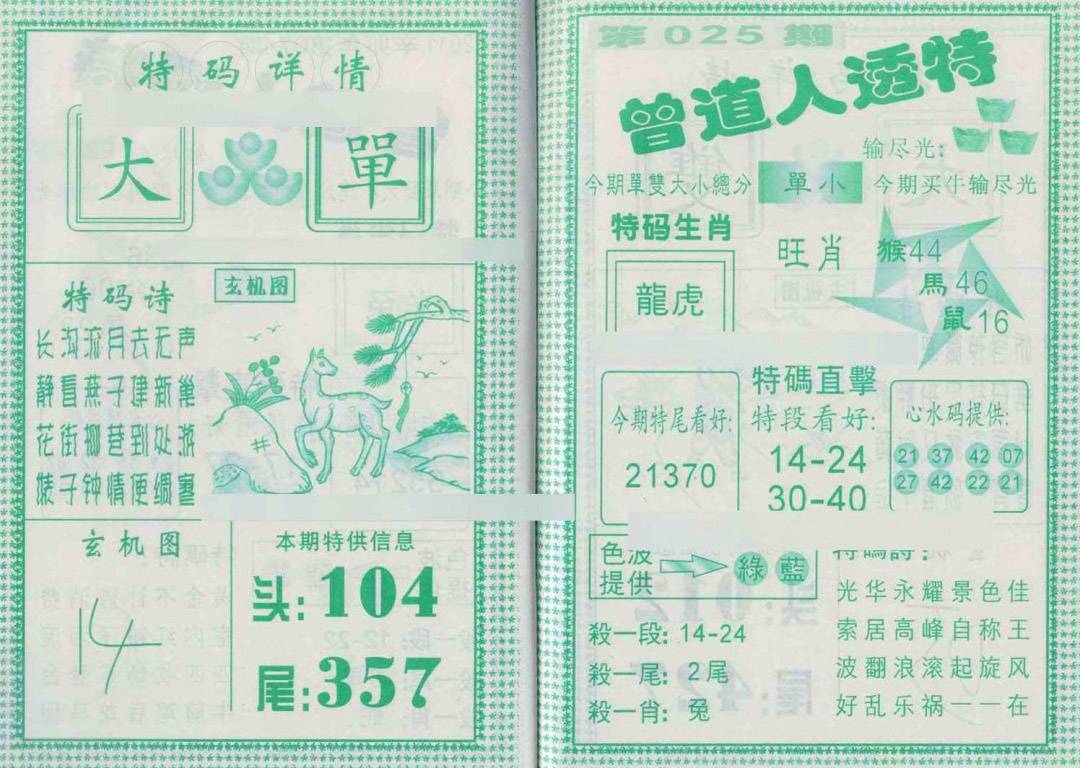 特码详情
大 單
特码诗 玄机图
长沟流月去无声
静看燕子建新巢
花街柳巷到处游
婊子钟情便绸寒
玄机图
14
本期特供信息
头:104
尾:357
第025期
曾道人透特
输尽光:
今期單雙大小總分 單小 今期买牛输尽光
特码生肖
龍虎
旺肖
猴44
馬46
鼠16
今期特尾看好:
21370
特碼直擊
特段看好:
14-24
30-40
心水码提供:
21 37 42 07
27 42 22 21
色波提供 綠 藍
殺一段: 14-24
殺一尾: 2尾
殺一肖: 兔
特碼詩:
光华永耀景色佳
索居高峰自称王
波翻浪滚起旋风
好乱乐祸一一在